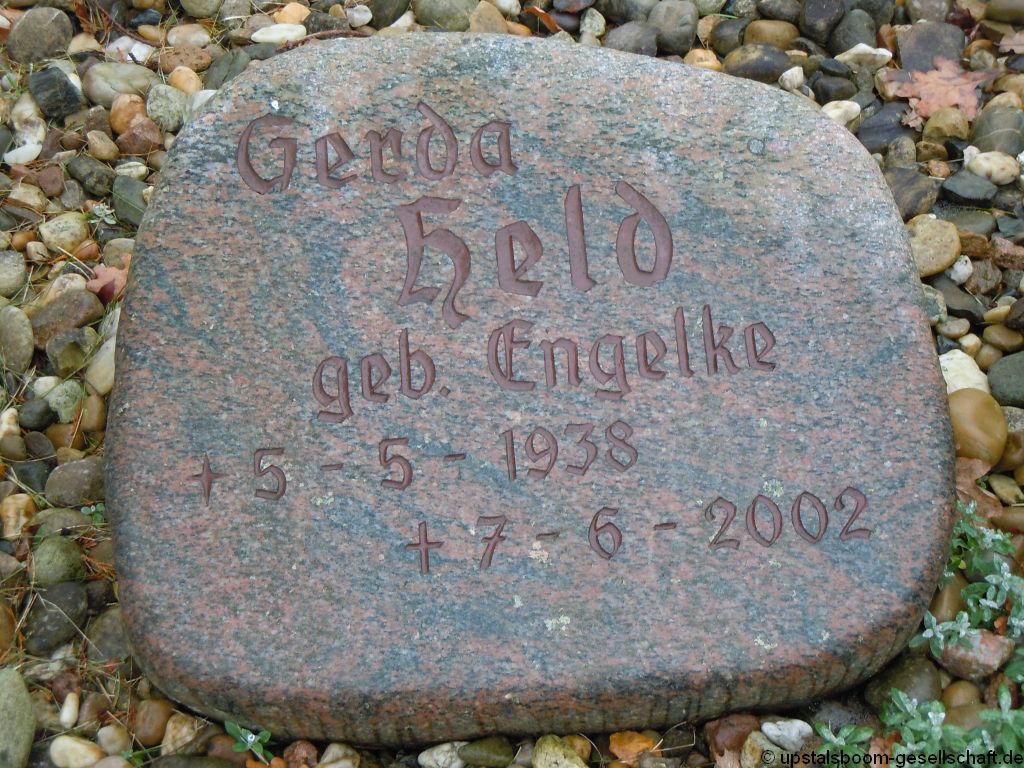 Gerda
Held
geb. Engelke
✦ 5 - 5 - 1938
✝ 7 - 6 - 2002
© upstalsboom-gesellschaft.de